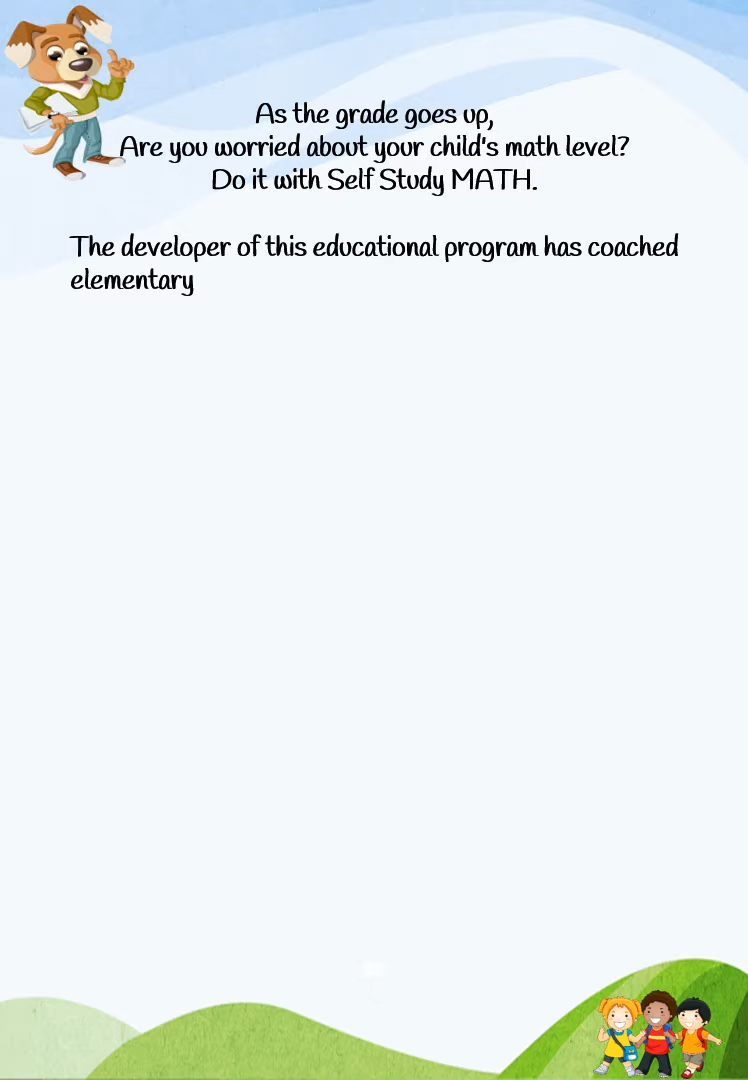 As the grade goes up,
Are you worried about your child's math level?
Do it with Self Study MATH.
The developer of this educational program has coached
elementary